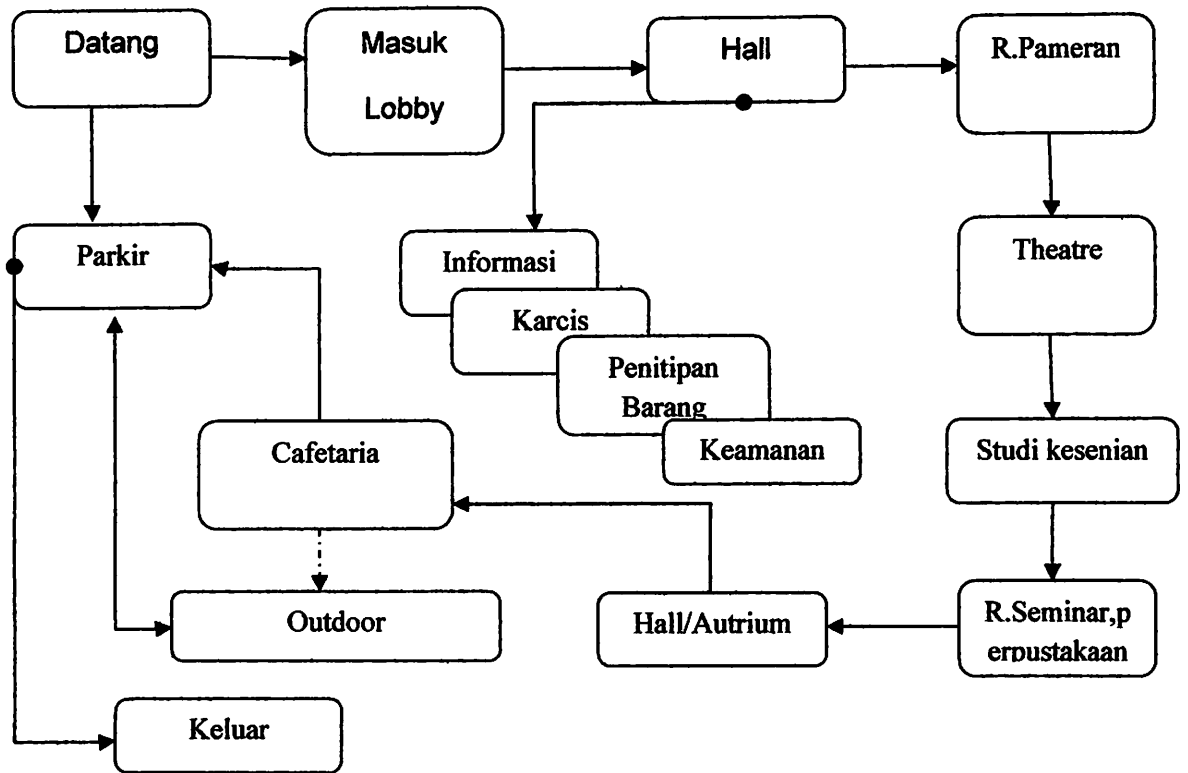 Datang
Masuk
Lobby
Hall
R.Pameran
Parkir
Informasi
Karcis
Penitipan
Barang
Keamanan
Theatre
Cafetaria
Studi kesenian
Outdoor
Hall/Autrium
R.Seminar,p
erpustakaan
Keluar